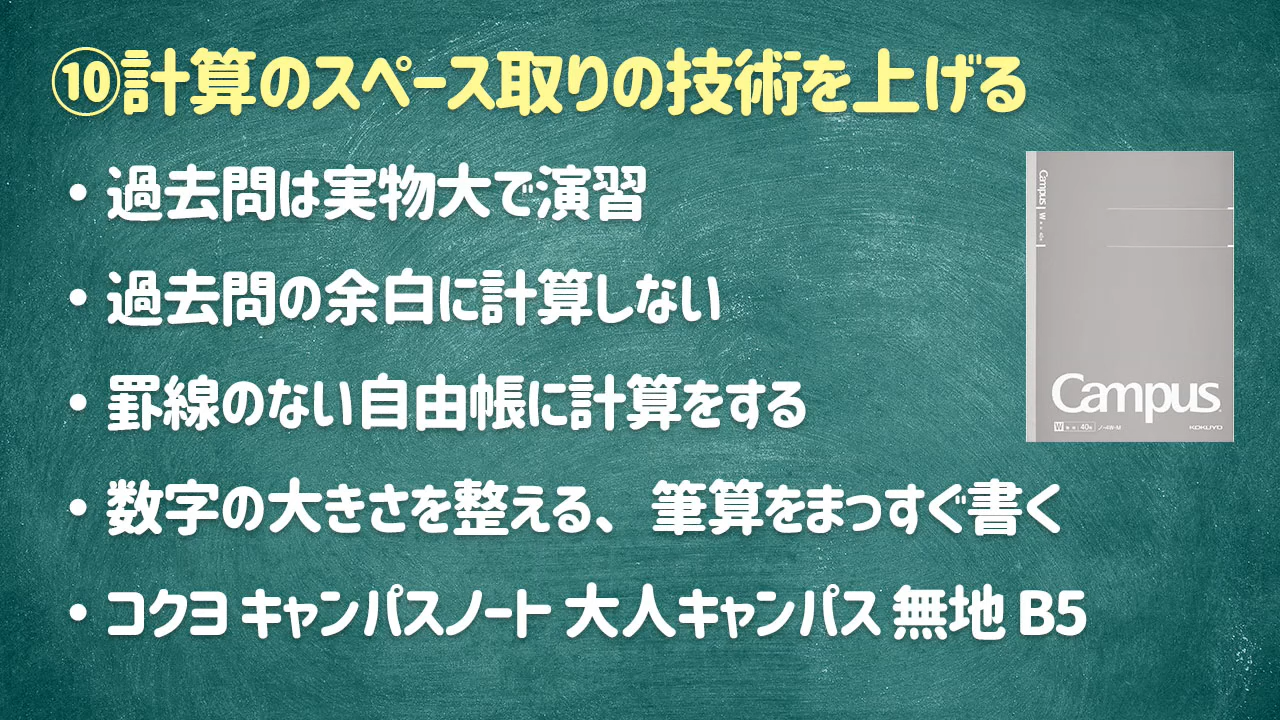 ⑩計算のスペース取りの技術を上げる
・過去問は実物大で演習
・過去問の余白に計算しない
・罫線のない自由帳に計算をする
・数字の大きさを整える、筆算をまっすぐ書く
・コクヨ キャンパスノート 大人キャンパス 無地 B5
Campus
W
Campus
W 40 ノ-4W-M
KOKUYO